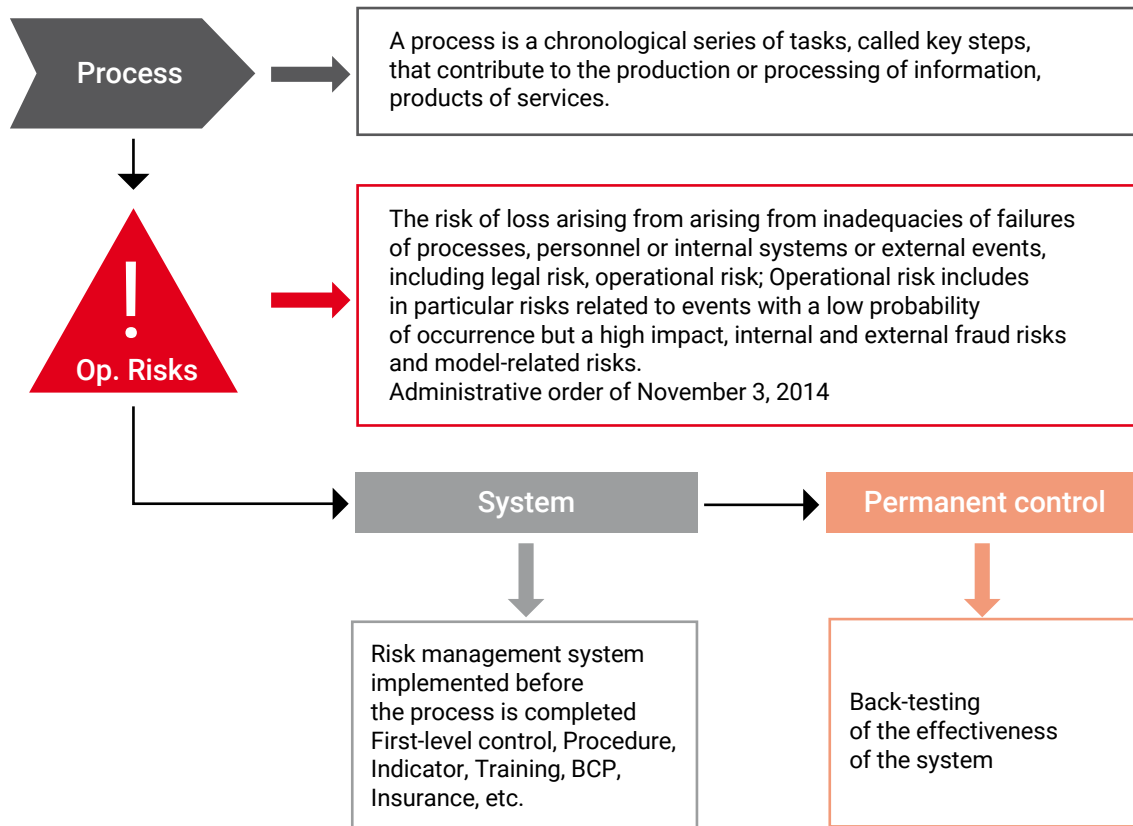 Process
A process is a chronological series of tasks, called key steps,
that contribute to the production or processing of information,
products of services.
!
Op. Risks
The risk of loss arising from arising from inadequacies of failures
of processes, personnel or internal systems or external events,
including legal risk, operational risk; Operational risk includes
in particular risks related to events with a low probability
of occurrence but a high impact, internal and external fraud risks
and model-related risks.
Administrative order of November 3, 2014
System
Permanent control
Risk management system
implemented before
the process is completed
First-level control, Procedure,
Indicator, Training, BCP,
Insurance, etc.
Back-testing
of the effectiveness
of the system